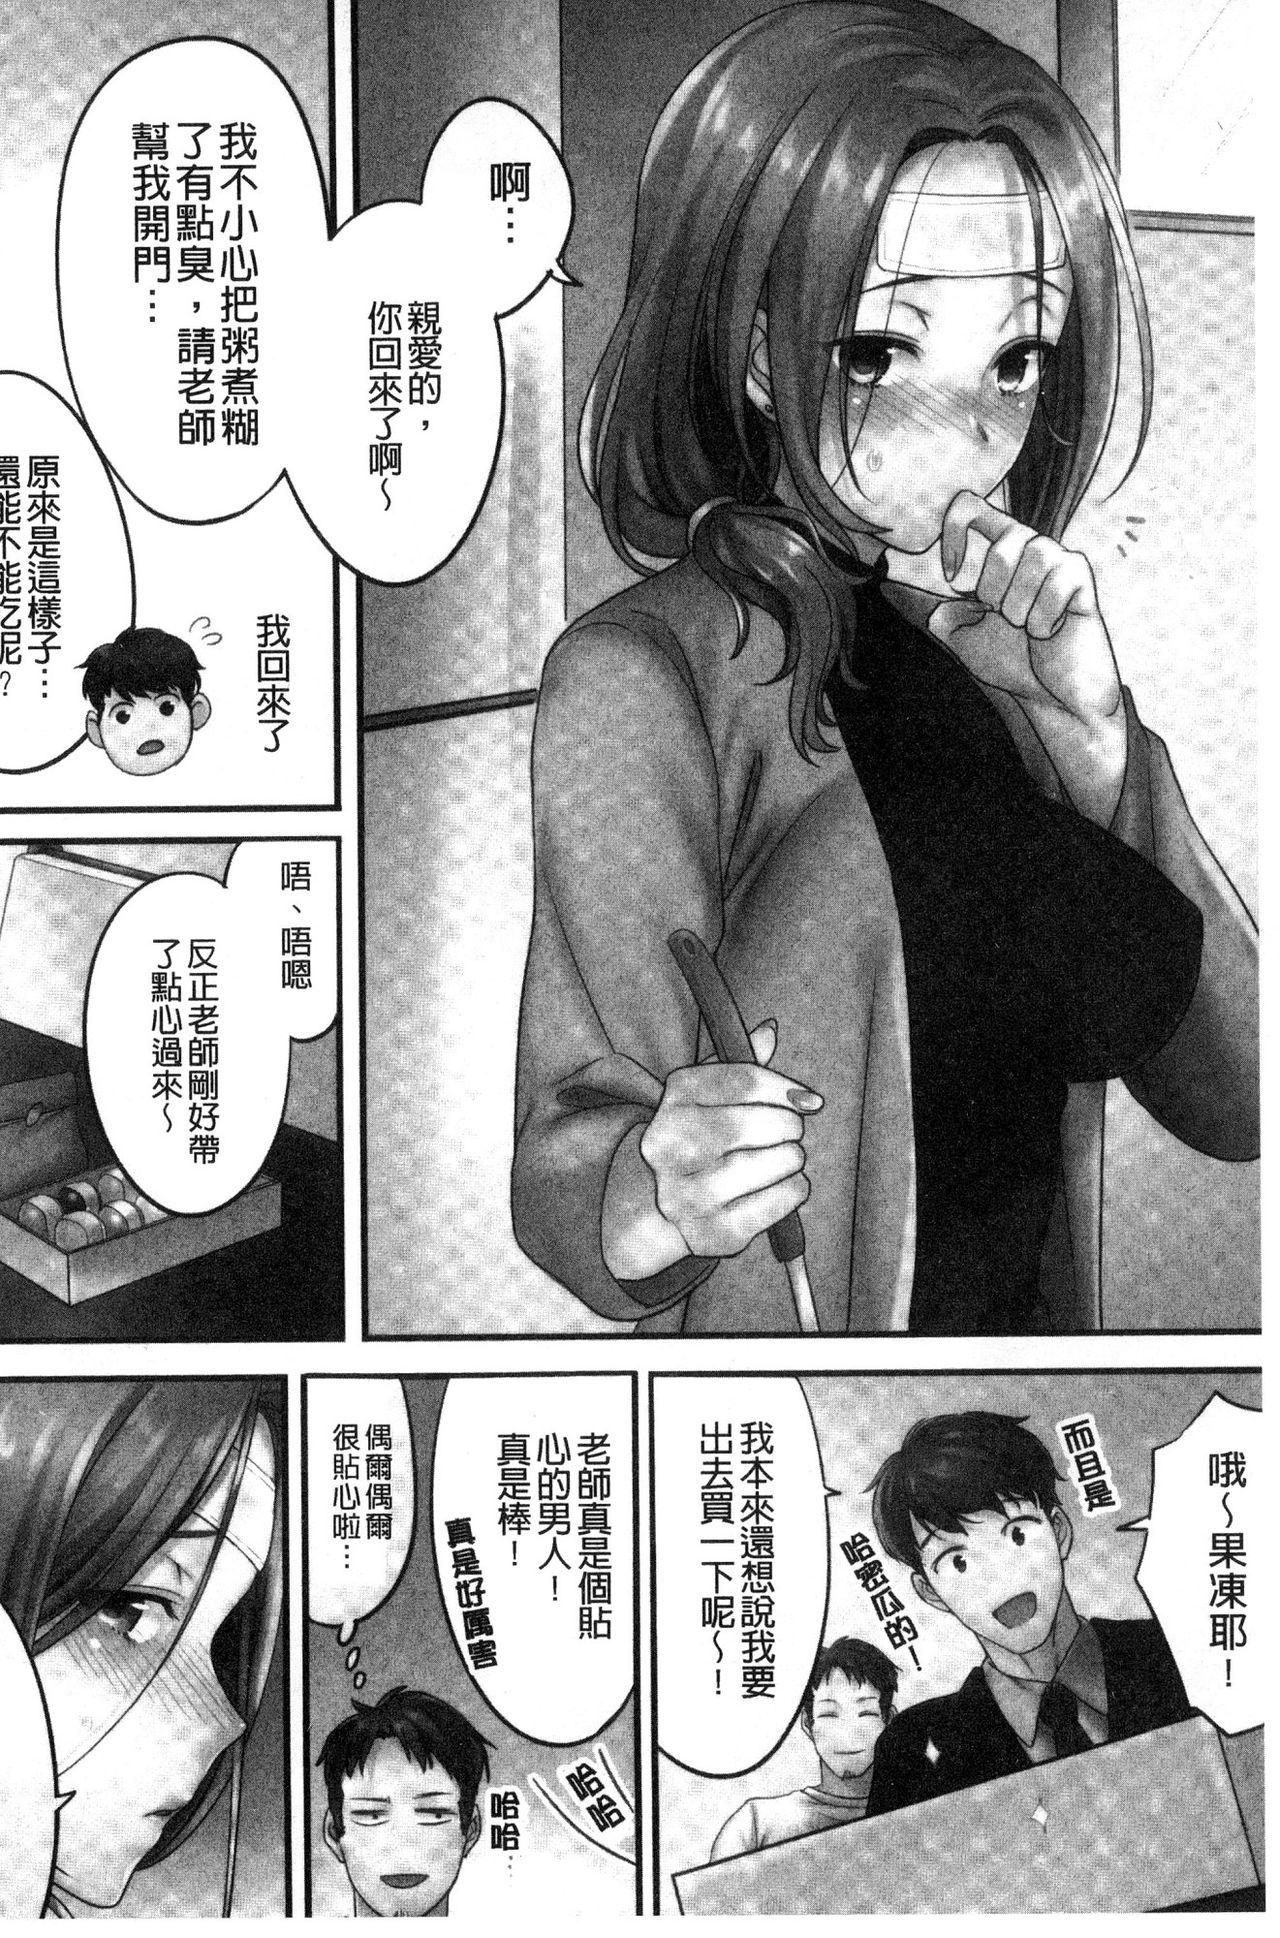 啊…
親愛的，
你回來了啊～
我不小心把粥煮糊
了有點臭，請老師
幫我開門…
我回來了
原來是這樣子…
還能不能吃呢？
唔、唔嗯
反正老師剛好帶
了點心過來～
哦～果凍耶！
而且是
哈密瓜的！
我本來還想說我要
出去買一下呢～！
老師真是個貼
心的男人！
真是棒！
真是好厲害
哈哈
哈哈
偶爾偶爾
很貼心啦…